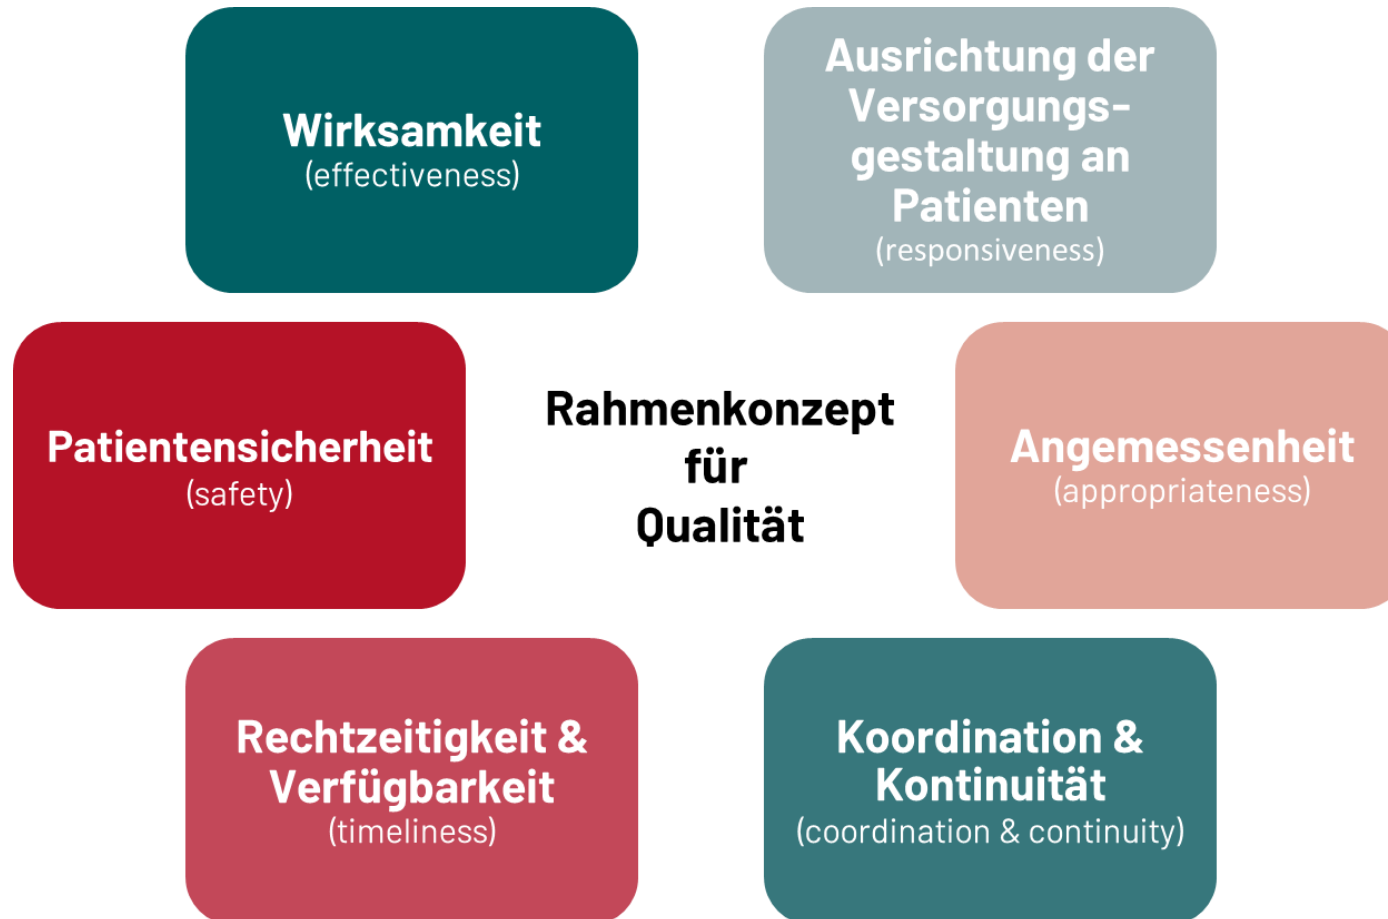 Wirksamkeit
(effectiveness)
Ausrichtung der
Versorgungs-
gestaltung an
Patienten
(responsiveness)
Patientensicherheit
(safety)
Rahmenkonzept
für
Qualität
Angemessenheit
(appropriateness)
Rechtzeitigkeit &
Verfügbarkeit
(timeliness)
Koordination &
Kontinuität
(coordination & continuity)